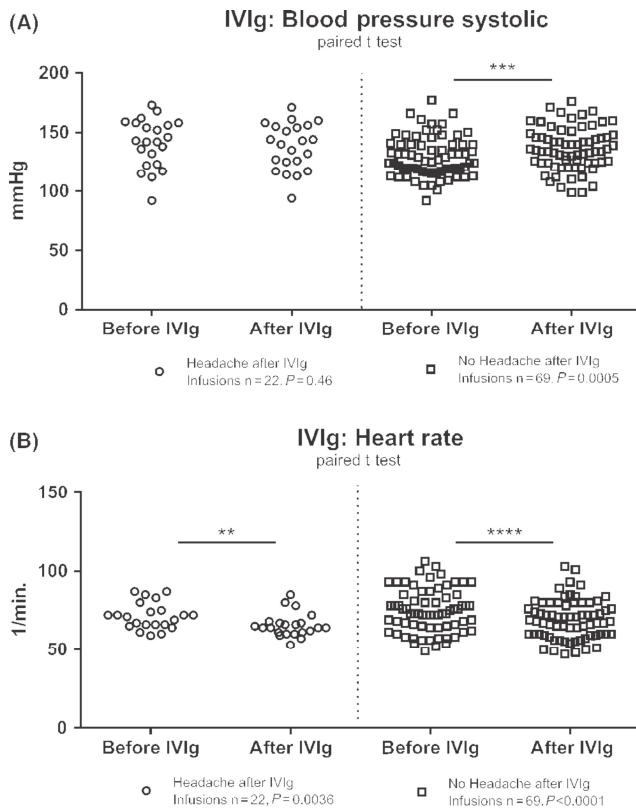 (A)
IVIg: Blood pressure systolic
paired t test
200
150
100
50
0
mmHg
***
Before IVIg After IVIg Before IVIg After IVIg
Headache after IVIg
Infusions n=22. P=0.46
No Headache after IVIg
Infusions n=69. P=0.0005
(B)
IVIg: Heart rate
paired t test
150
100
50
0
1/min.
**
****
Before IVIg After IVIg Before IVIg After IVIg
Headache after IVIg
Infusions n=22, P=0.0036
No Headache after IVIg
Infusions n=69, P<0.0001